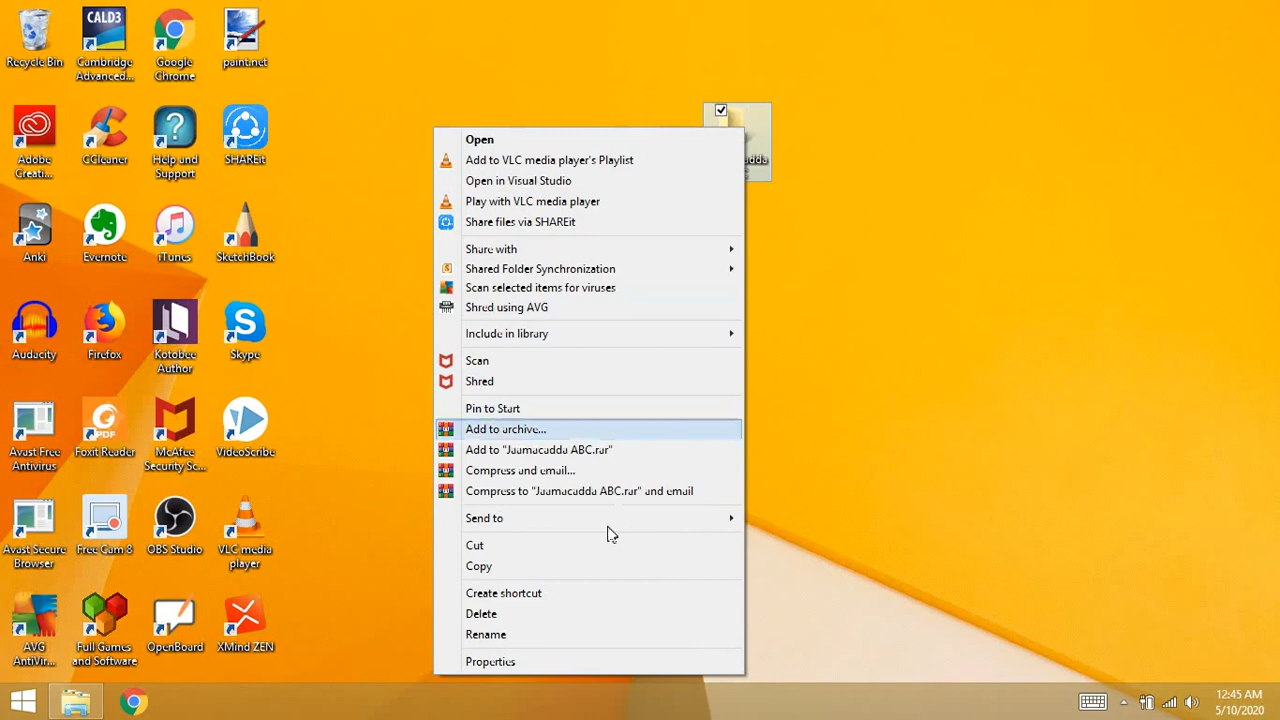 Recycle Bin
CALD3
Cambridge
Advanced...
Google
Chrome
paint.net
Adobe
Creati...
CCleaner
Help and
Support
SHAREit
Anki
Evernote
iTunes
SketchBook
Audacity
Firefox
Kotobee
Author
Skype
Avast Free
Antivirus
PDF
Foxit Reader
McAfee
Security Sc...
VideoScribe
Avast Secure
Browser
Free Cam 8
OBS Studio
VLC media
player
AVG
AntiVir...
Full Games
and Software
OpenBoard
XMind ZEN
Open
Add to VLC media player's Playlist
Open in Visual Studio
Play with VLC media player
Share files via SHAREit
Share with
Shared Folder Synchronization
Scan selected items for viruses
Shred using AVG
Include in library
Scan
Shred
Pin to Start
Add to archive...
Add to "Jaamacadda ABC.rar"
Compress and email...
Compress to "Jaamacadda ABC.rar" and email
Send to
Cut
Copy
Create shortcut
Delete
Rename
Properties
12:45 AM
5/10/2020